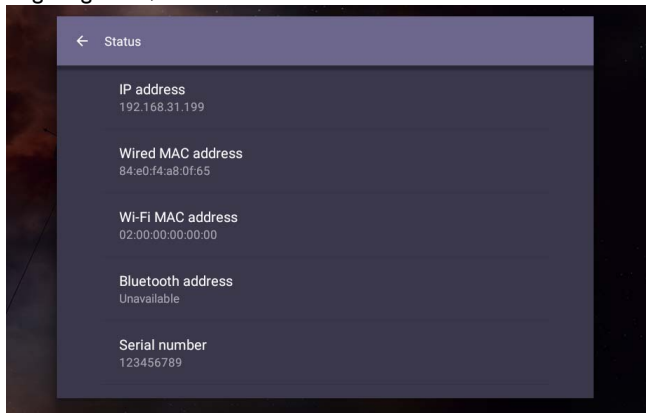 Status
IP address
192.168.31.199
Wired MAC address
84:e0:f4:a8:0f:65
Wi-Fi MAC address
02:00:00:00:00:00
Bluetooth address
Unavailable
Serial number
123456789